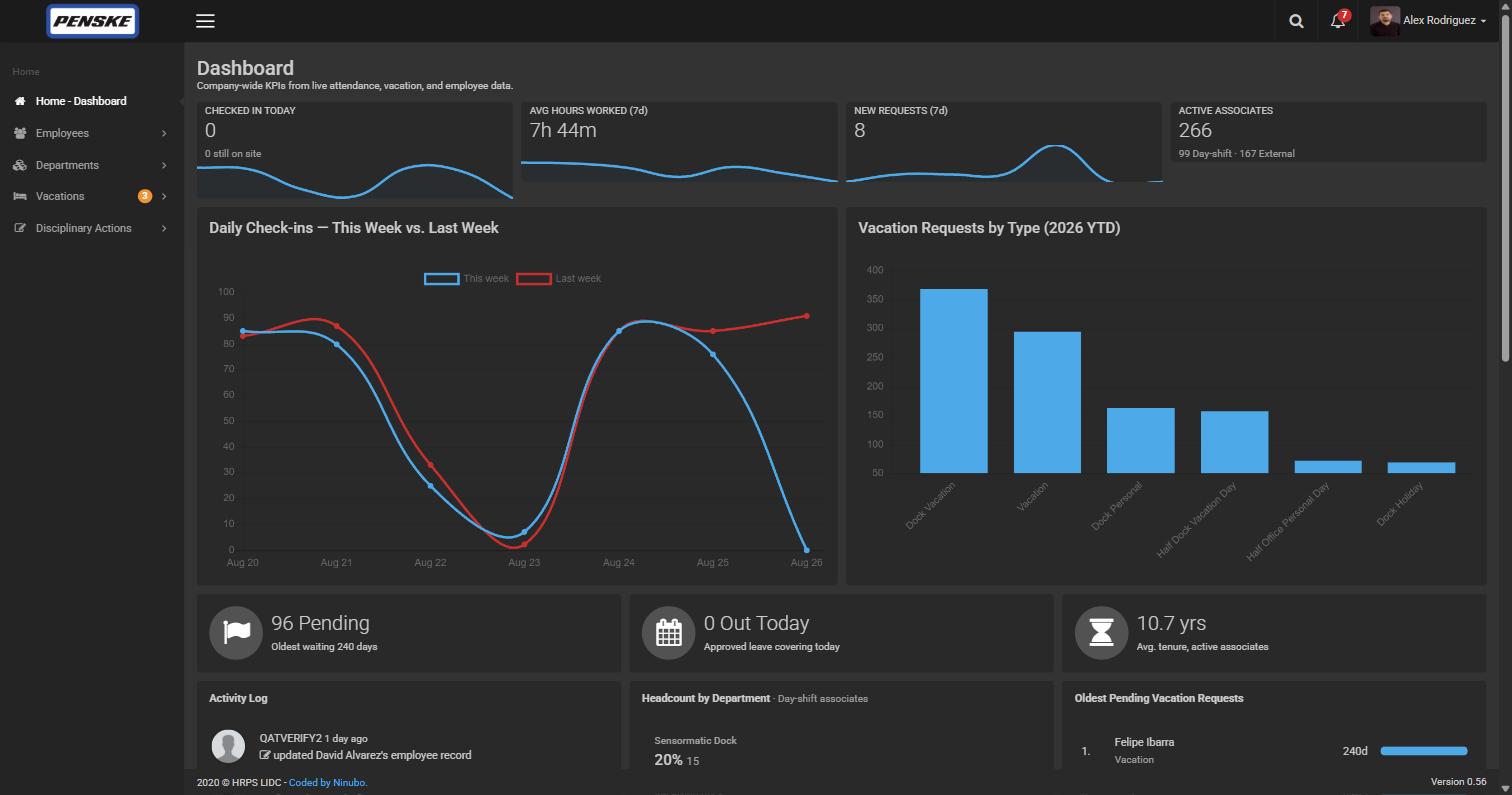 PENSKE
7
Alex Rodriguez
Home
Home - Dashboard
Employees
Departments
Vacations 3
Disciplinary Actions
Dashboard
Company-wide KPIs from live attendance, vacation, and employee data.
CHECKED IN TODAY
0
0 still on site
AVG HOURS WORKED (7d)
7h 44m
NEW REQUESTS (7d)
8
ACTIVE ASSOCIATES
266
99 Day-shift · 167 External
Daily Check-ins — This Week vs. Last Week
This week Last week
100
90
80
70
60
50
40
30
20
10
0
Aug 20 Aug 21 Aug 22 Aug 23 Aug 24 Aug 25 Aug 26
Vacation Requests by Type (2026 YTD)
400
350
300
250
200
150
100
50
Dock Vacation
Vacation
Dock Personal
Half Dock Vacation Day
Half Office Personal Day
Dock Holiday
96 Pending
Oldest waiting 240 days
0 Out Today
Approved leave covering today
10.7 yrs
Avg. tenure, active associates
Activity Log
QATVERIFY2 1 day ago
updated David Alvarez's employee record
Headcount by Department · Day-shift associates
Sensormatic Dock
20% 15
Oldest Pending Vacation Requests
1. Felipe Ibarra 240d
Vacation
2020 © HRPS LIDC - Coded by Ninubo.
Version 0.56